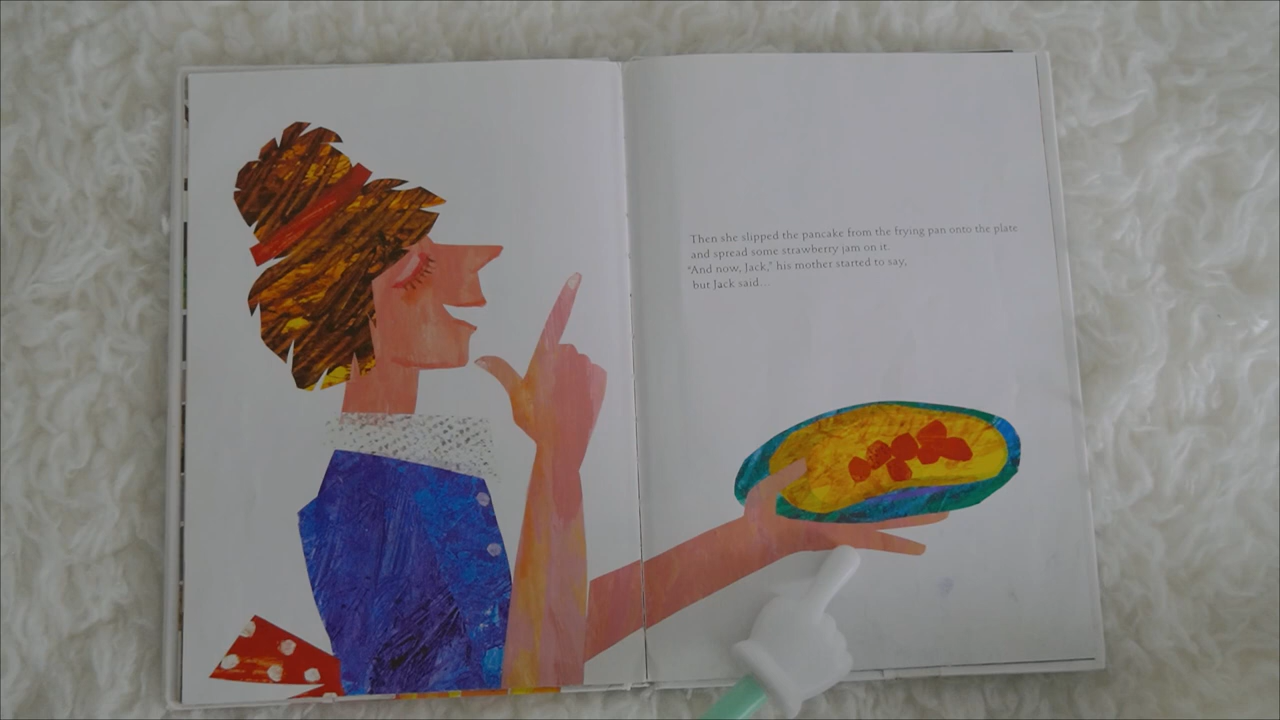 Then she slipped the pancake from the frying pan onto the plate
and spread some strawberry jam on it.
"And now, Jack," his mother started to say,
but Jack said...